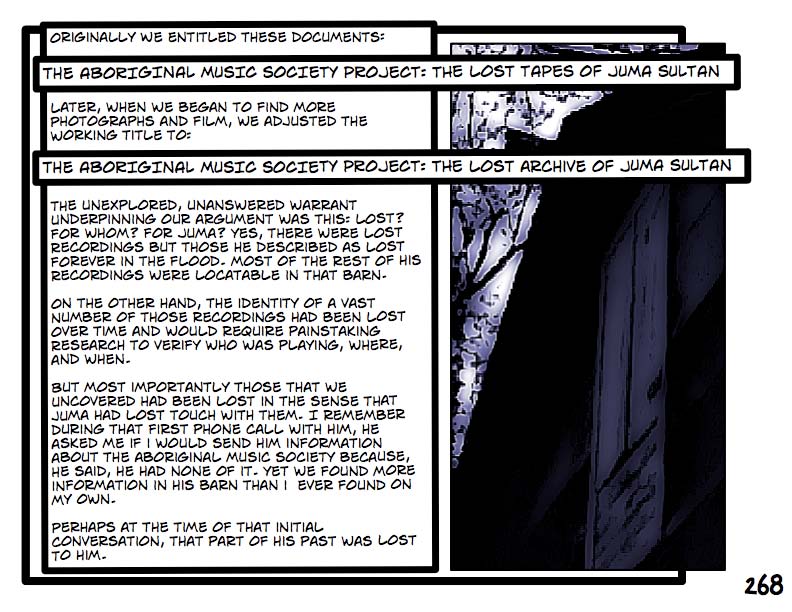 ORIGINALLY WE ENTITLED THESE DOCUMENTS:
THE ABORIGINAL MUSIC SOCIETY PROJECT: THE LOST TAPES OF JUMA SULTAN
LATER, WHEN WE BEGAN TO FIND MORE
PHOTOGRAPHS AND FILM, WE ADJUSTED THE
WORKING TITLE TO:
THE ABORIGINAL MUSIC SOCIETY PROJECT: THE LOST ARCHIVE OF JUMA SULTAN
THE UNEXPLORED, UNANSWERED WARRANT
UNDERPINNING OUR ARGUMENT WAS THIS: LOST?
FOR WHOM? FOR JUMA? YES, THERE WERE LOST
RECORDINGS BUT THOSE HE DESCRIBED AS LOST
FOREVER IN THE FLOOD. MOST OF THE REST OF HIS
RECORDINGS WERE LOCATABLE IN THAT BARN.
ON THE OTHER HAND, THE IDENTITY OF A VAST
NUMBER OF THOSE RECORDINGS HAD BEEN LOST
OVER TIME AND WOULD REQUIRE PAINSTAKING
RESEARCH TO VERIFY WHO WAS PLAYING, WHERE,
AND WHEN.
BUT MOST IMPORTANTLY THOSE THAT WE
UNCOVERED HAD BEEN LOST IN THE SENSE THAT
JUMA HAD LOST TOUCH WITH THEM. I REMEMBER
DURING THAT FIRST PHONE CALL WITH HIM, HE
ASKED ME IF I WOULD SEND HIM INFORMATION
ABOUT THE ABORIGINAL MUSIC SOCIETY BECAUSE,
HE SAID, HE HAD NONE OF IT. YET WE FOUND MORE
INFORMATION IN HIS BARN THAN I EVER FOUND ON
MY OWN.
PERHAPS AT THE TIME OF THAT INITIAL
CONVERSATION, THAT PART OF HIS PAST WAS LOST
TO HIM.
268